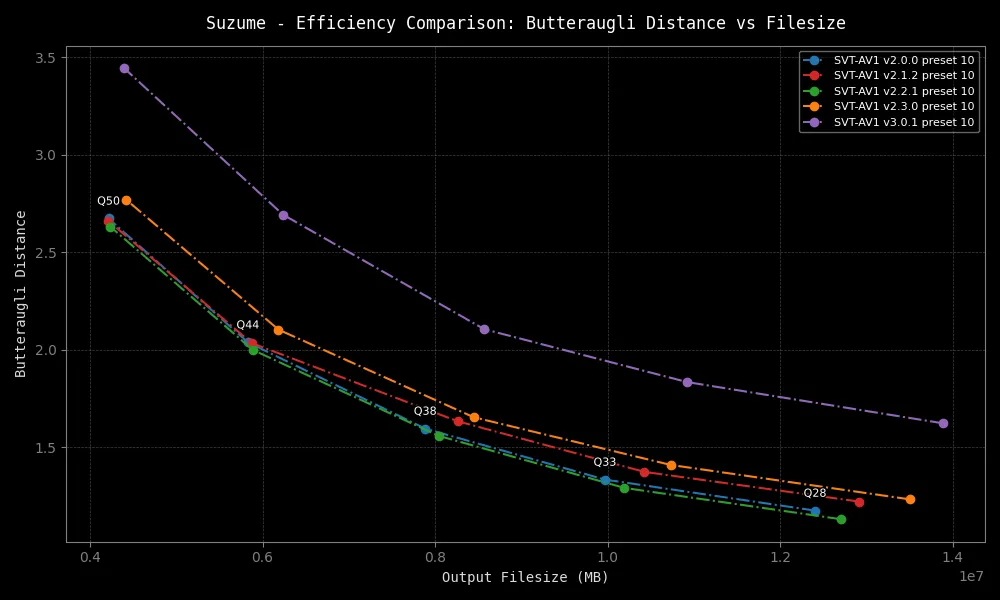 Suzume - Efficiency Comparison: Butteraugli Distance vs Filesize
SVT-AV1 v2.0.0 preset 10
SVT-AV1 v2.1.2 preset 10
SVT-AV1 v2.2.1 preset 10
SVT-AV1 v2.3.0 preset 10
SVT-AV1 v3.0.1 preset 10
Butteraugli Distance
3.5
3.0
2.5
2.0
1.5
Q50
Q44
Q38
Q33
Q28
0.4
0.6
0.8
1.0
1.2
1.4
1e7
Output Filesize (MB)